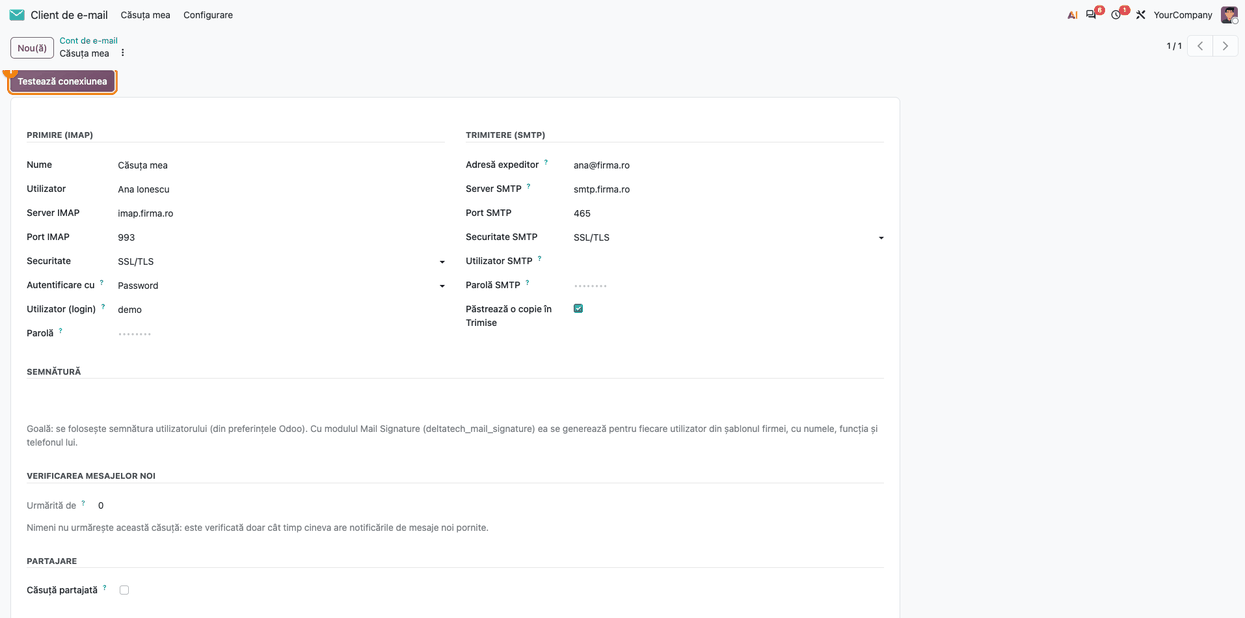 Client de e-mail
Căsuța mea
Configurare
AI
6
1
YourCompany
Nou(ă)
Cont de e-mail
Căsuța mea
1 / 1
Testează conexiunea
PRIMIRE (IMAP)
Nume
Căsuța mea
Utilizator
Ana Ionescu
Server IMAP
imap.firma.ro
Port IMAP
993
Securitate
SSL/TLS
Autentificare cu ?
Password
Utilizator (login) ?
demo
Parolă ?
TRIMITERE (SMTP)
Adresă expeditor ?
ana@firma.ro
Server SMTP ?
smtp.firma.ro
Port SMTP
465
Securitate SMTP
SSL/TLS
Utilizator SMTP ?
Parolă SMTP ?
Păstrează o copie în
Trimise
SEMNĂTURĂ
Goală: se folosește semnătura utilizatorului (din preferințele Odoo). Cu modulul Mail Signature (deltatech_mail_signature) ea se generează pentru fiecare utilizator din șablonul firmei, cu numele, funcția și
telefonul lui.
VERIFICAREA MESAJELOR NOI
Urmărită de ?
0
Nimeni nu urmărește această căsuță: este verificată doar cât timp cineva are notificările de mesaje noi pornite.
PARTAJARE
Căsuță partajată ?